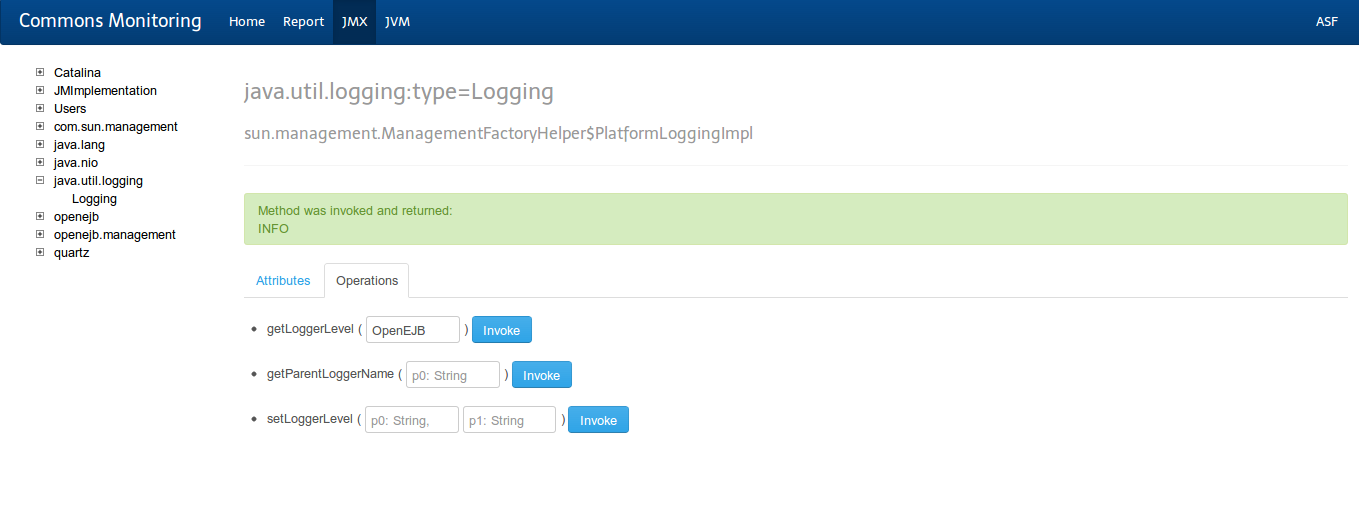 Commons Monitoring Home Report JMX JVM ASF
Catalina
JMImplementation
Users
com.sun.management
java.lang
java.nio
java.util.logging
Logging
openejb
openejb.management
quartz
java.util.logging:type=Logging
sun.management.ManagementFactoryHelper$PlatformLoggingImpl
Method was invoked and returned:
INFO
Attributes Operations
getLoggerLevel ( OpenEJB ) Invoke
getParentLoggerName ( p0: String ) Invoke
setLoggerLevel ( p0: String, p1: String ) Invoke